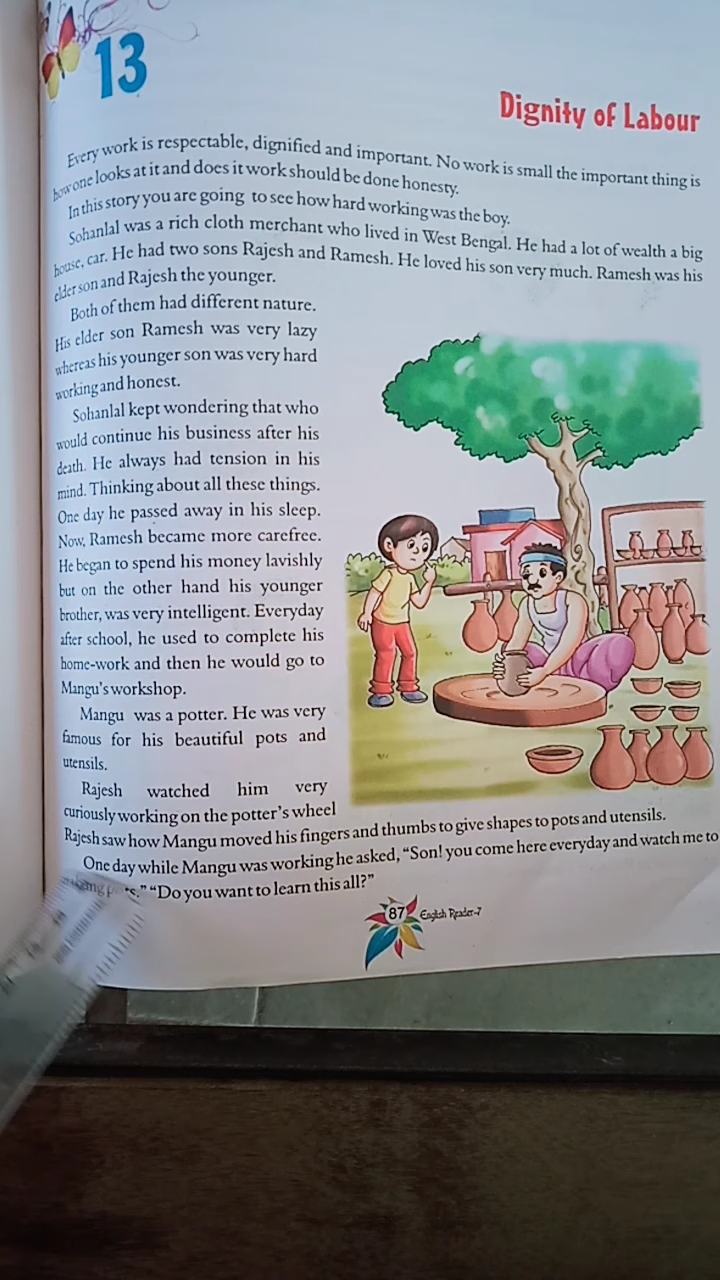 13
Dignity of Labour
Every work is respectable, dignified and important. No work is small the important thing is
how one looks at it and does it work should be done honesty.
In this story you are going to see how hard working was the boy.
Sohanlal was a rich cloth merchant who lived in West Bengal. He had a lot of wealth a big
house, car. He had two sons Rajesh and Ramesh. He loved his son very much. Ramesh was his
elder son and Rajesh the younger.
Both of them had different nature.
His elder son Ramesh was very lazy
whereas his younger son was very hard
working and honest.
Sohanlal kept wondering that who
would continue his business after his
death. He always had tension in his
mind. Thinking about all these things.
One day he passed away in his sleep.
Now, Ramesh became more carefree.
He began to spend his money lavishly
but on the other hand his younger
brother, was very intelligent. Everyday
after school, he used to complete his
home-work and then he would go to
Mangu's workshop.
Mangu was a potter. He was very
famous for his beautiful pots and
utensils.
Rajesh watched him very
curiously working on the potter's wheel
Rajesh saw how Mangu moved his fingers and thumbs to give shapes to pots and utensils.
One day while Mangu was working he asked, "Son! you come here everyday and watch me to
"Do you want to learn this all?"
87 English Reader-7